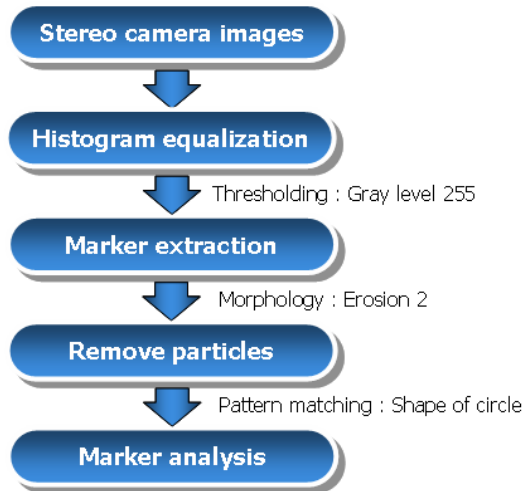 Stereo camera images
Histogram equalization
Thresholding : Gray level 255
Marker extraction
Morphology : Erosion 2
Remove particles
Pattern matching : Shape of circle
Marker analysis